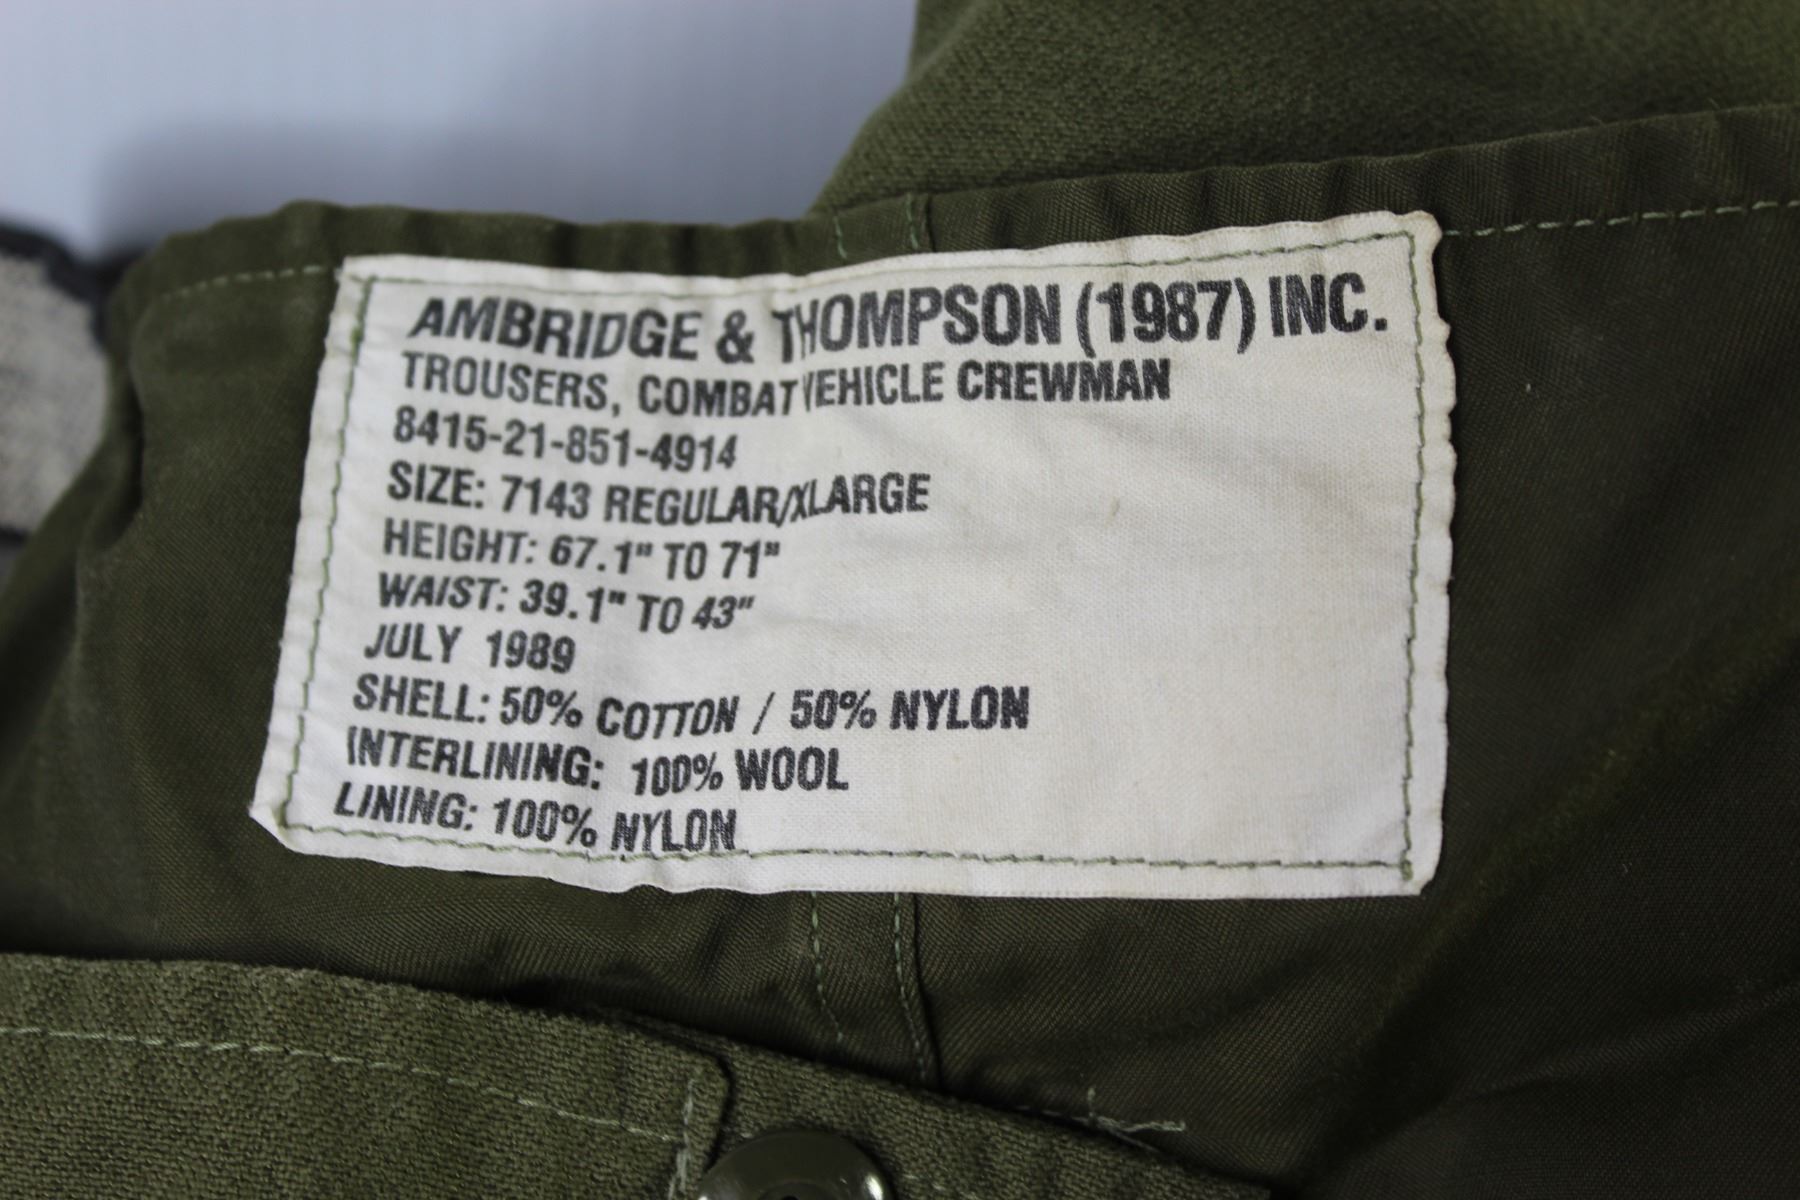 AMBRIDGE & THOMPSON (1987) INC.
TROUSERS, COMBAT VEHICLE CREWMAN
8415-21-851-4914
SIZE: 7143 REGULAR/XLARGE
HEIGHT: 67.1" TO 71"
WAIST: 39.1" TO 43"
JULY 1989
SHELL: 50% COTTON / 50% NYLON
INTERLINING: 100% WOOL
LINING: 100% NYLON